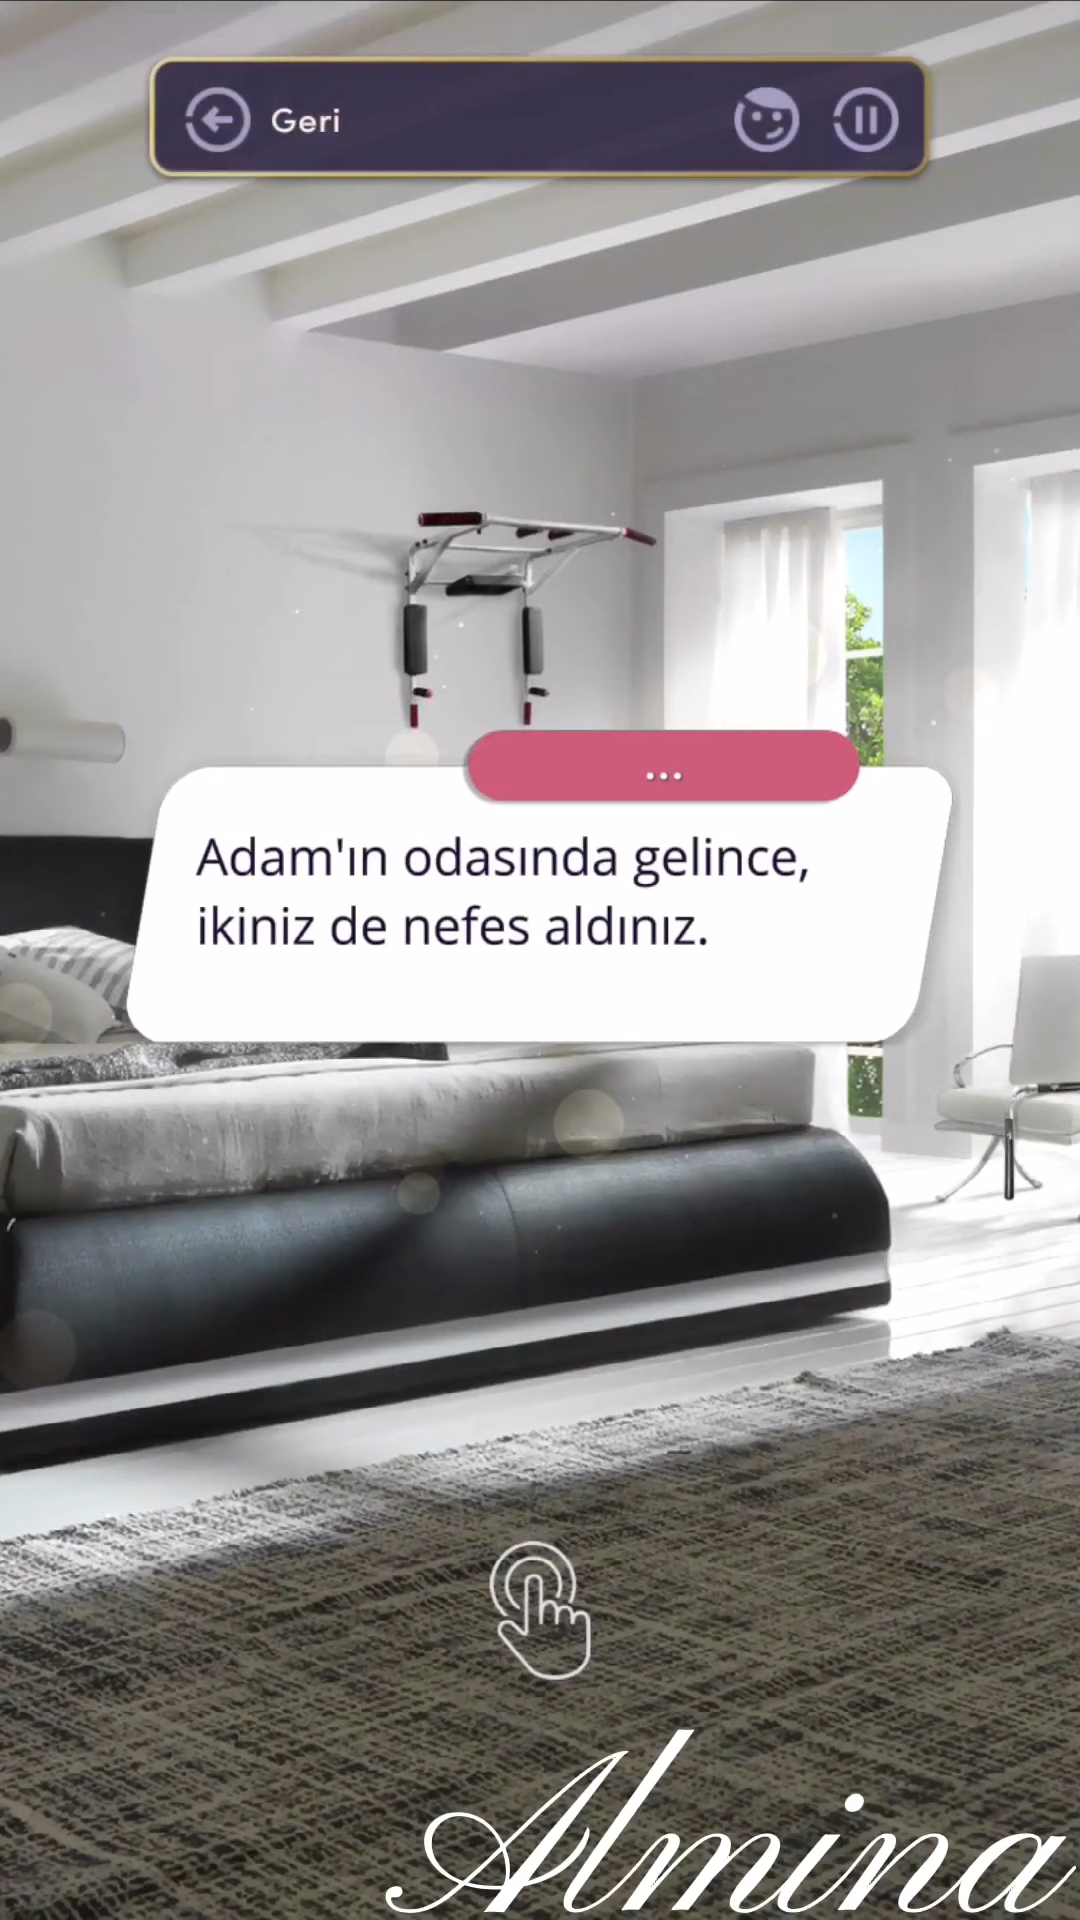 Geri
...
Adam'ın odasında gelince,
ikiniz de nefes aldınız.
Almina